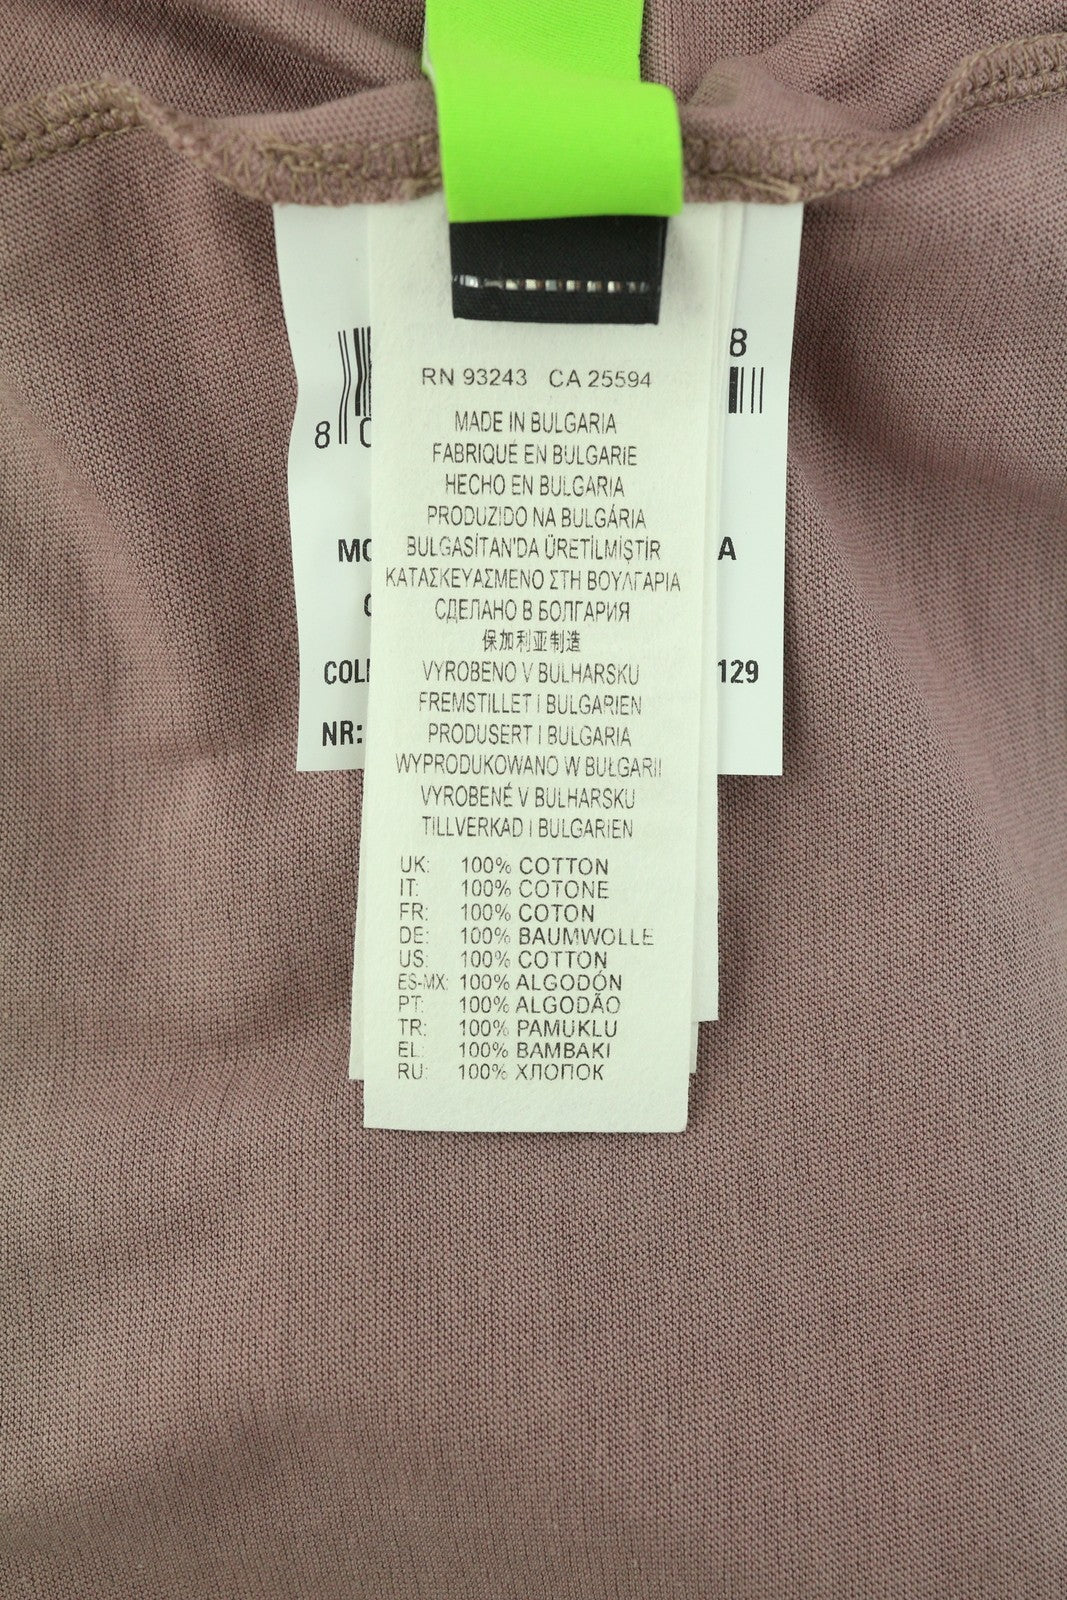 8
8
RN 93243 CA 25594
MADE IN BULGARIA
FABRIQUÉ EN BULGARIE
HECHO EN BULGARIA
PRODUZIDO NA BULGÁRIA
BULGASİTAN'DA ÜRETİLMİŞTİR
ΚΑΤΑΣΚΕΥΑΣΜΕΝΟ ΣΤΗ ΒΟΥΛΓΑΡΙΑ
СДЕЛАНО В БОЛГАРИЯ
保加利亚制造
VYROBENO V BULHARSKU
FREMSTILLET I BULGARIEN
PRODUSERT I BULGARIA
WYPRODUKOWANO W BUŁGARII
VYROBENÉ V BULHARSKU
TILLVERKAD I BULGARIEN
A
129
NR:
UK: 100% COTTON
IT: 100% COTONE
FR: 100% COTON
DE: 100% BAUMWOLLE
US: 100% COTTON
ES-MX: 100% ALGODÓN
PT: 100% ALGODÃO
TR: 100% PAMUKLU
EL: 100% ΒΑΜΒΑΚΙ
RU: 100% ХЛОПОК